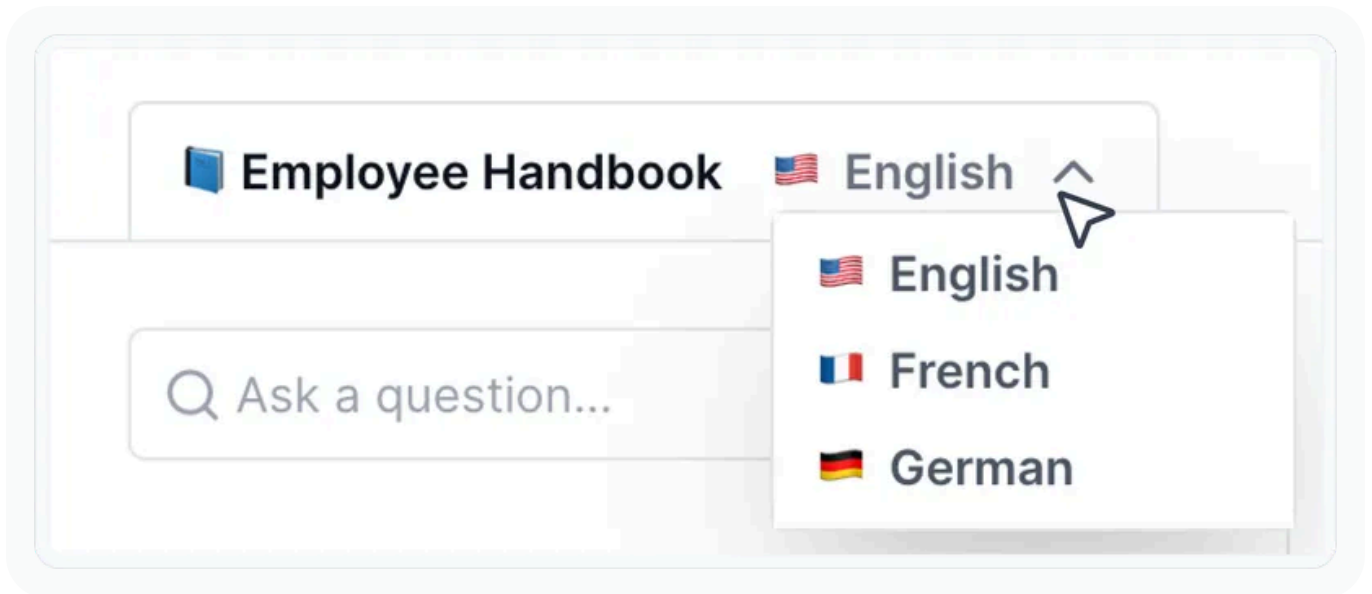 Employee Handbook English
Ask a question...
English
French
German